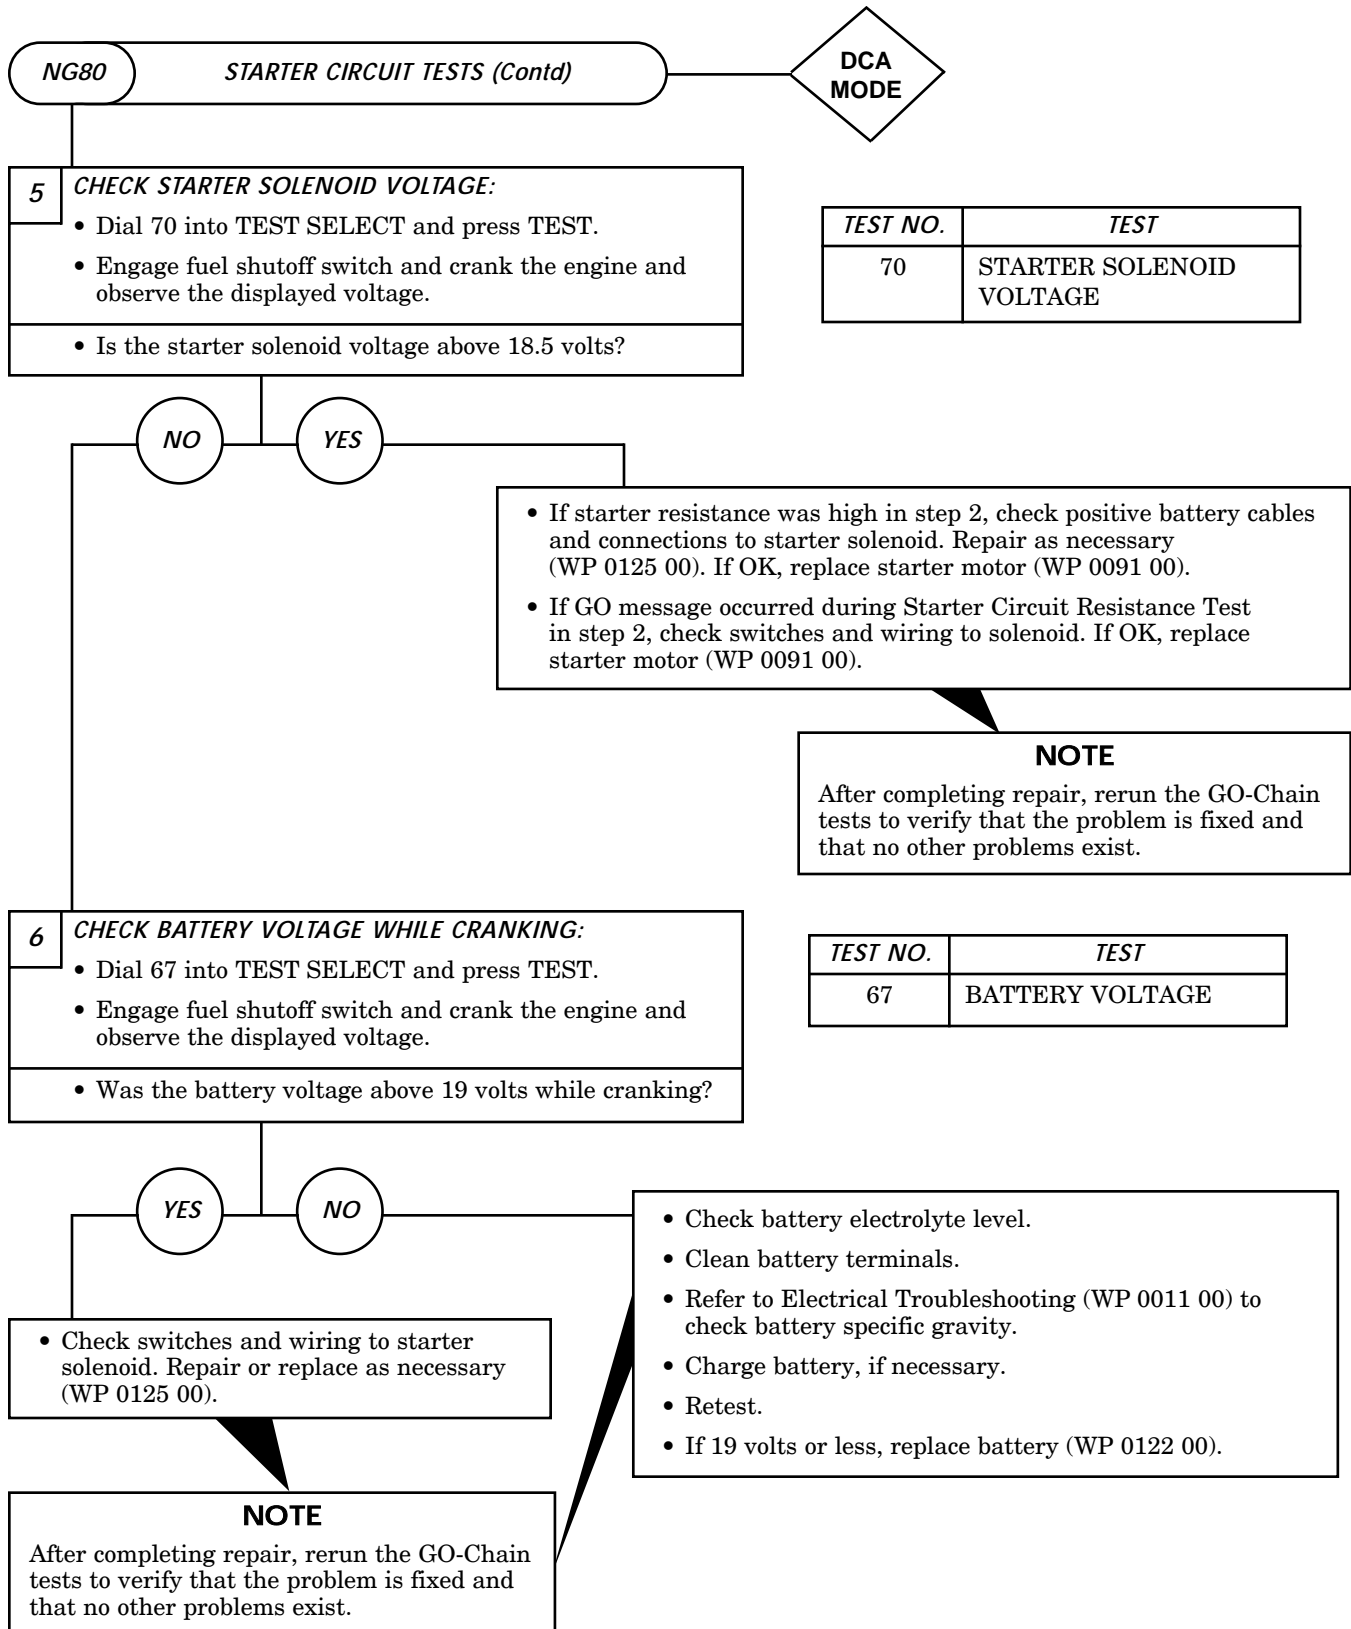 NG80
STARTER CIRCUIT TESTS (Contd)
DCA
MODE
5
CHECK STARTER SOLENOID VOLTAGE:
• Dial 70 into TEST SELECT and press TEST.
• Engage fuel shutoff switch and crank the engine and
observe the displayed voltage.
• Is the starter solenoid voltage above 18.5 volts?
TEST NO. TEST
70 STARTER SOLENOID
VOLTAGE
NO
YES
• If starter resistance was high in step 2, check positive battery cables
and connections to starter solenoid. Repair as necessary
(WP 0125 00). If OK, replace starter motor (WP 0091 00).
• If GO message occurred during Starter Circuit Resistance Test
in step 2, check switches and wiring to solenoid. If OK, replace
starter motor (WP 0091 00).
NOTE
After completing repair, rerun the GO-Chain
tests to verify that the problem is fixed and
that no other problems exist.
6
CHECK BATTERY VOLTAGE WHILE CRANKING:
• Dial 67 into TEST SELECT and press TEST.
• Engage fuel shutoff switch and crank the engine and
observe the displayed voltage.
• Was the battery voltage above 19 volts while cranking?
TEST NO. TEST
67 BATTERY VOLTAGE
YES
NO
• Check battery electrolyte level.
• Clean battery terminals.
• Refer to Electrical Troubleshooting (WP 0011 00) to
check battery specific gravity.
• Charge battery, if necessary.
• Retest.
• If 19 volts or less, replace battery (WP 0122 00).
• Check switches and wiring to starter
solenoid. Repair or replace as necessary
(WP 0125 00).
NOTE
After completing repair, rerun the GO-Chain
tests to verify that the problem is fixed and
that no other problems exist.